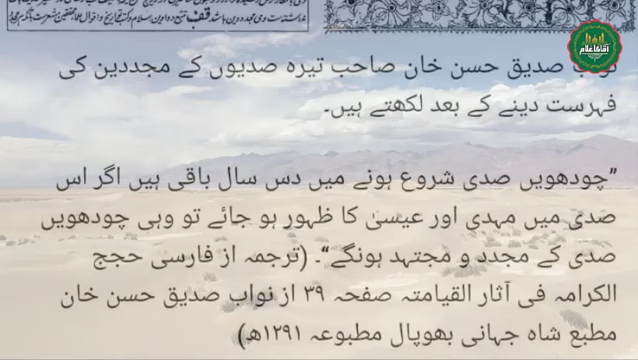 نواب صدیق حسن خان صاحب تیرہ صدیوں کے مجددین کی
فہرست دینے کے بعد لکھتے ہیں۔
”چودھویں صدی شروع ہونے میں دس سال باقی ہیں اگر اس
صدی میں مہدی اور عیسیٰ کا ظہور ہو جائے تو وہی چودھویں
صدی کے مجدد و مجتہد ہونگے“۔ (ترجمہ از فارسی حجج
الکرامہ فی آثار القیامتہ صفحہ ۳۹ از نواب صدیق حسن خان
مطبع شاہ جہانی بھوپال مطبوعہ ۱۲۹۱ھ)